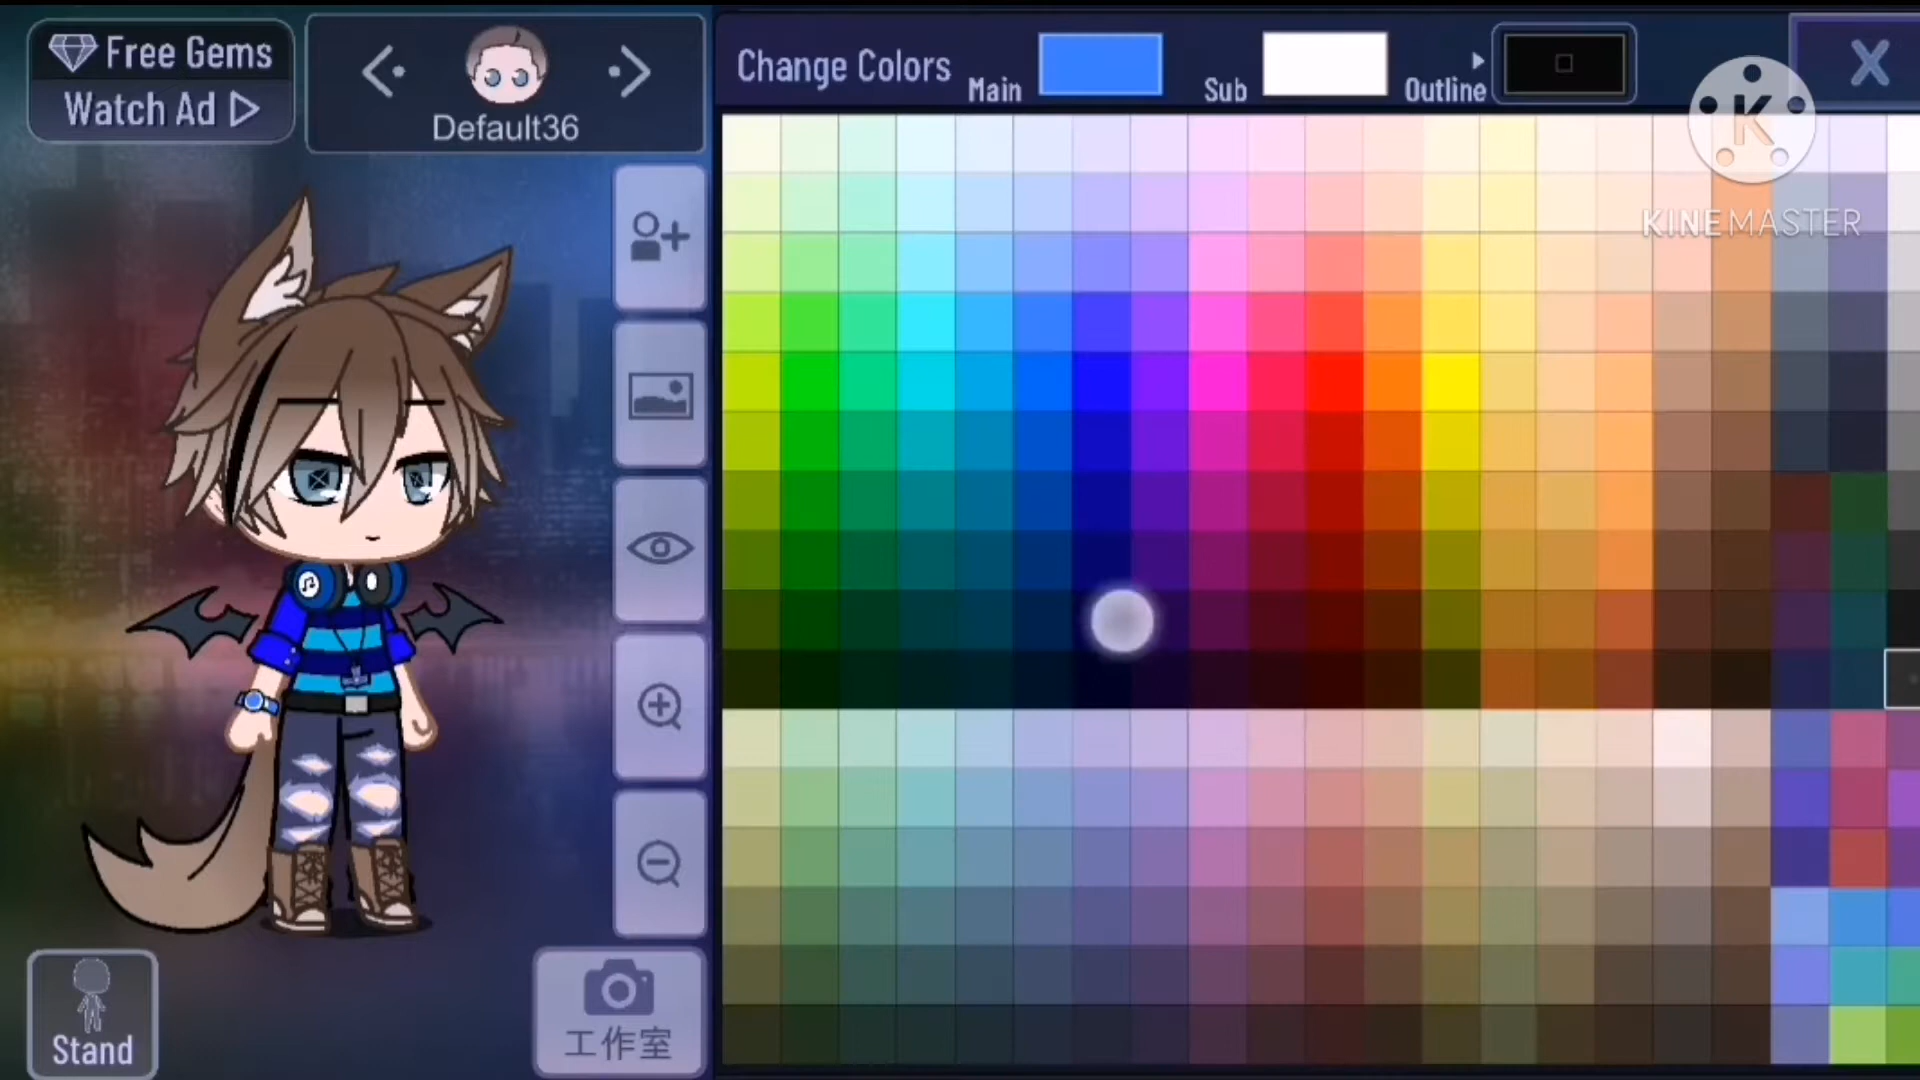 Free Gems
Watch Ad
Default36
Change Colors
Main
Sub
Outline
X
K
KINEMASTER
Stand
工作室